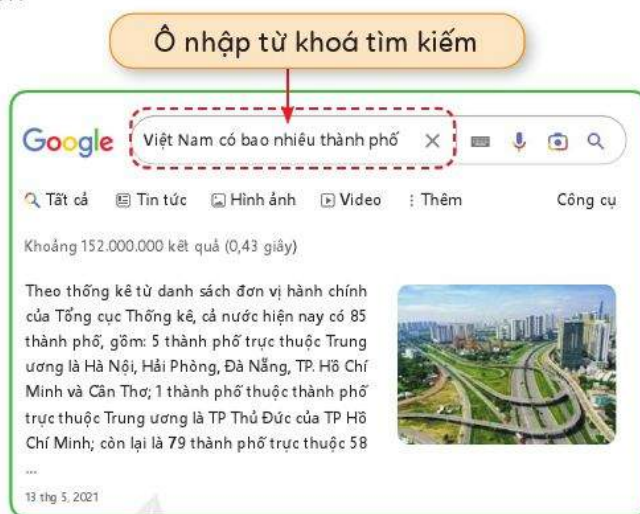 Ô nhập từ khoá tìm kiếm
Google Việt Nam có bao nhiêu thành phố
Tất cả Tin tức Hình ảnh Video Thêm Công cụ
Khoảng 152.000.000 kết quả (0,43 giây)
Theo thống kê từ danh sách đơn vị hành chính
của Tổng cục Thống kê, cả nước hiện nay có 85
thành phố, gồm: 5 thành phố trực thuộc Trung
ương là Hà Nội, Hải Phòng, Đà Nẵng, TP. Hồ Chí
Minh và Cần Thơ; 1 thành phố thuộc thành phố
trực thuộc Trung ương là TP Thủ Đức của TP Hồ
Chí Minh; còn lại là 79 thành phố trực thuộc 58
...
13 thg 5, 2021